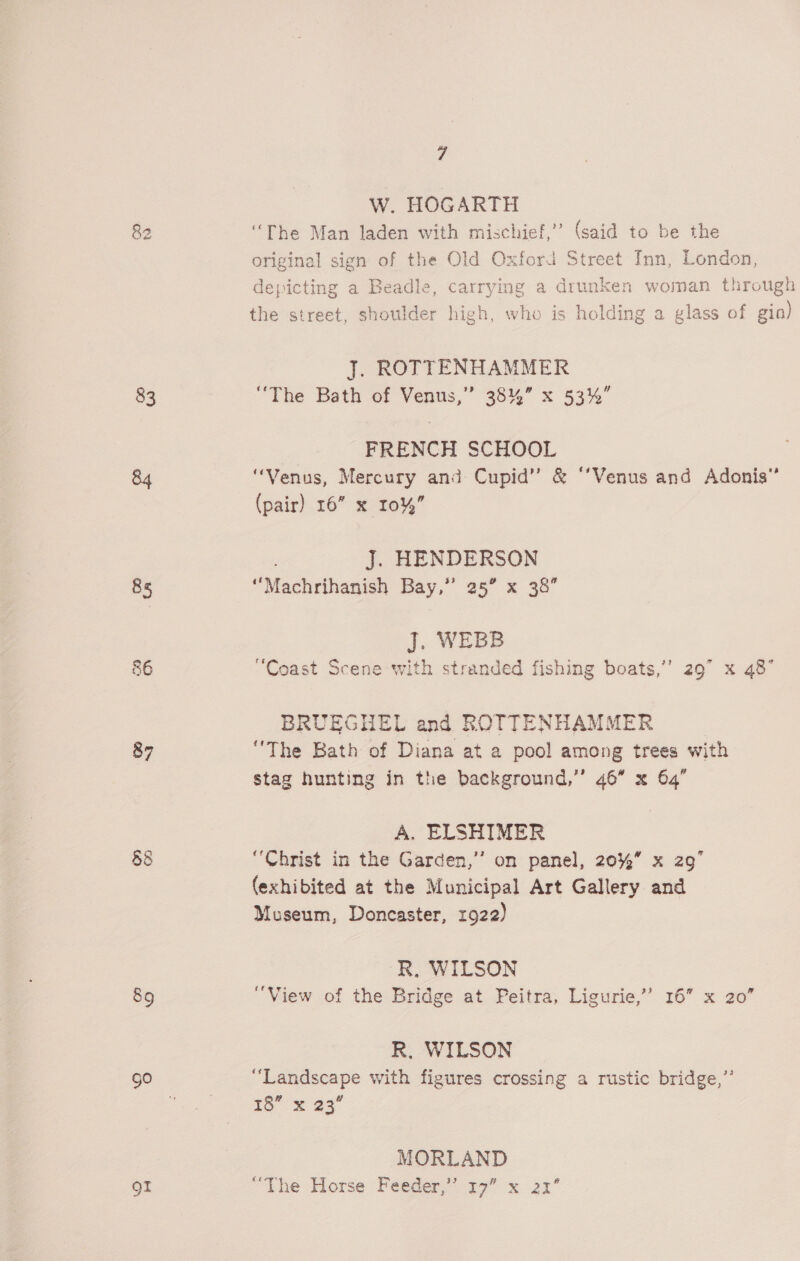 7
W. HOGARTH
82 “The Man laden with mischief,” (said to be the
original sign of the Old Oxford Street Inn, London,
depicting a Beadle, carrying a drunken woman through
the street, shoulder high, who is holding a glass of gin)
J. ROTTENHAMMER
83 “The Bath of Venus,” 38½″ x 53½″
FRENCH SCHOOL
84 “Venus, Mercury and Cupid” & “Venus and Adonis”
(pair) 16″ x 10½″
J. HENDERSON
85 “Machrihanish Bay,” 25″ x 38″
J. WEBB
86 “Coast Scene with stranded fishing boats,” 29″ x 48″
BRUEGHEL and ROTTENHAMMER
87 “The Bath of Diana at a pool among trees with
stag hunting in the background,” 46″ x 64″
A. ELSHIMER
88 “Christ in the Garden,” on panel, 20½″ x 29″
(exhibited at the Municipal Art Gallery and
Museum, Doncaster, 1922)
R. WILSON
89 “View of the Bridge at Peitra, Ligurie,” 16″ x 20″
R. WILSON
90 “Landscape with figures crossing a rustic bridge,”
18″ x 23″
MORLAND
91 “The Horse Feeder,” 17″ x 21″